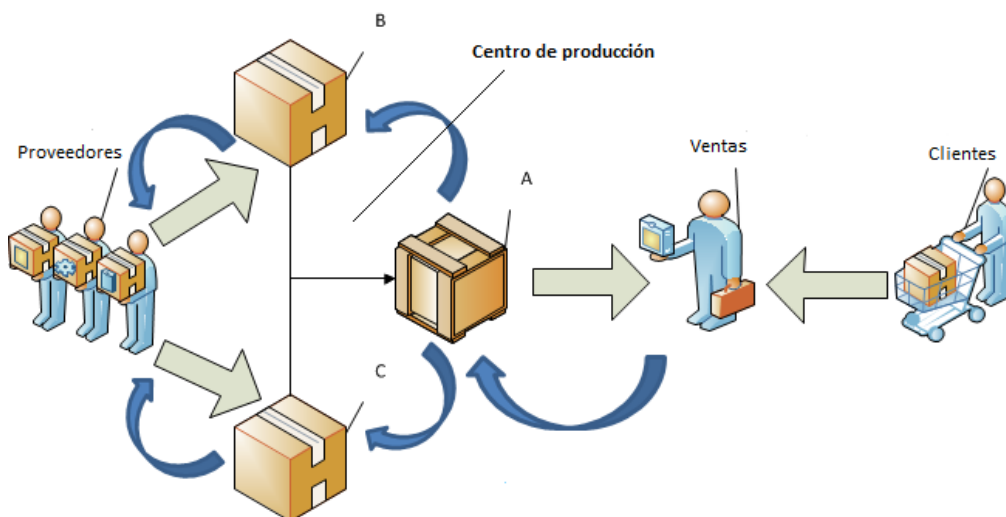 B
Centro de producción
Proveedores
Ventas
Clientes
A
C